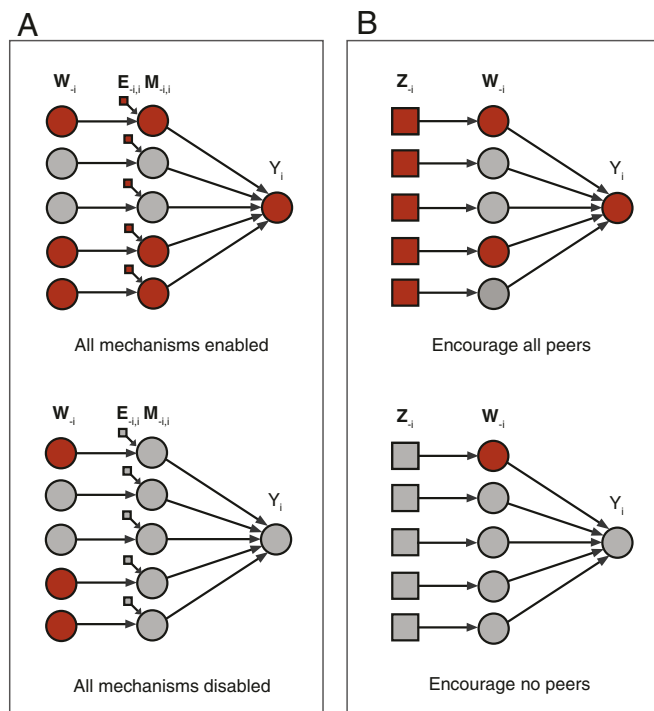 A
B
W-i E-i,i M-i,i
Yi
All mechanisms enabled
Z-i W-i
Yi
Encourage all peers
W-i E-i,i M-i,i
Yi
All mechanisms disabled
Z-i W-i
Yi
Encourage no peers